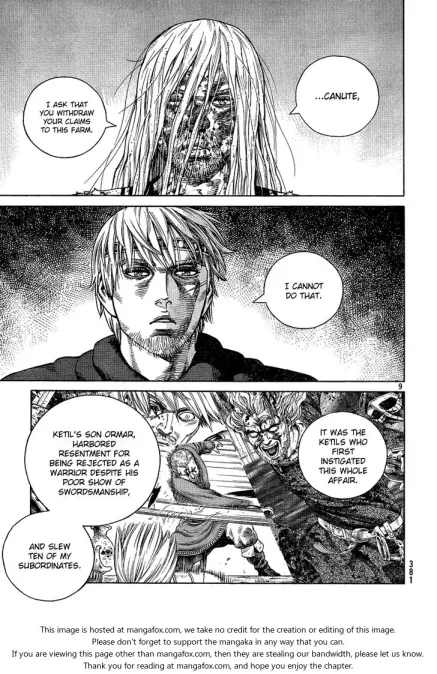 ...CANUTE,
I ASK THAT
YOU WITHDRAW
YOUR CLAIMS
TO THIS FARM.
I CANNOT
DO THAT.
9
IT WAS THE
KETILS WHO
FIRST
INSTIGATED
THIS WHOLE
AFFAIR.
KETIL'S SON ORMAR,
HARBORED
RESENTMENT FOR
BEING REJECTED AS A
WARRIOR DESPITE HIS
POOR SHOW OF
SWORDSMANSHIP,
AND SLEW
TEN OF MY
SUBORDINATES.
381
This image is hosted at mangafox.com, we take no credit for the creation or editing of this image.
Please don't forget to support the mangaka in any way that you can.
If you are viewing this page other than mangafox.com, then they are stealing our bandwidth, please let us know.
Thank you for reading at mangafox.com, and hope you enjoy the chapter.